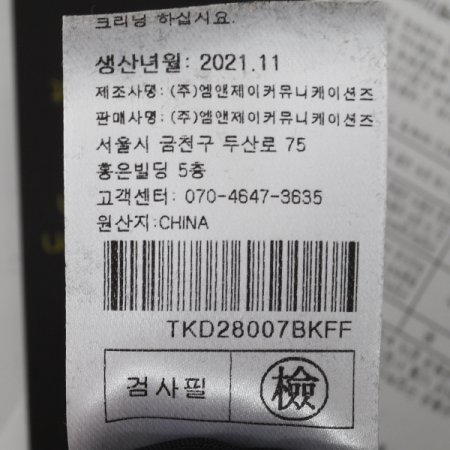 크리닝 하십시요.
생산년월: 2021.11
제조사명: (주)엠앤제이커뮤니케이션즈
판매사명: (주)엠앤제이커뮤니케이션즈
서울시 금천구 두산로 75
홍은빌딩 5층
고객센터: 070-4647-3635
원산지:CHINA
TKD28007BKFF
검사필 檢